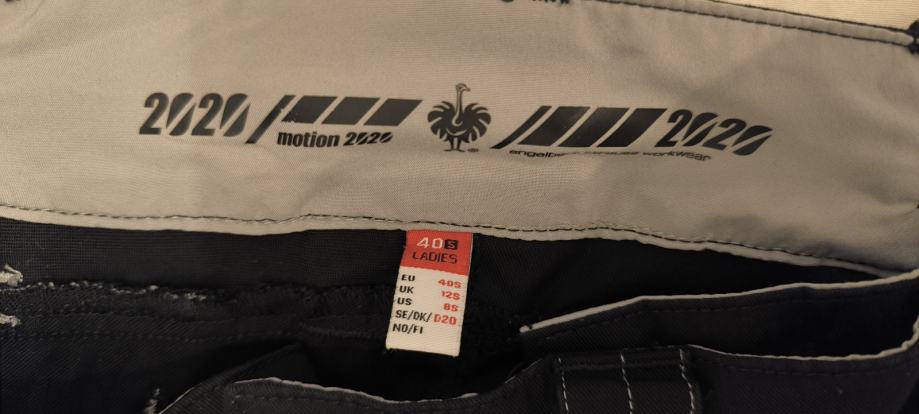 2020
motion 2020
2020
engelbert strauss workwear
40S
LADIES
EU 40S
UK 12S
US 8S
SE/DK/ D20
NO/FI